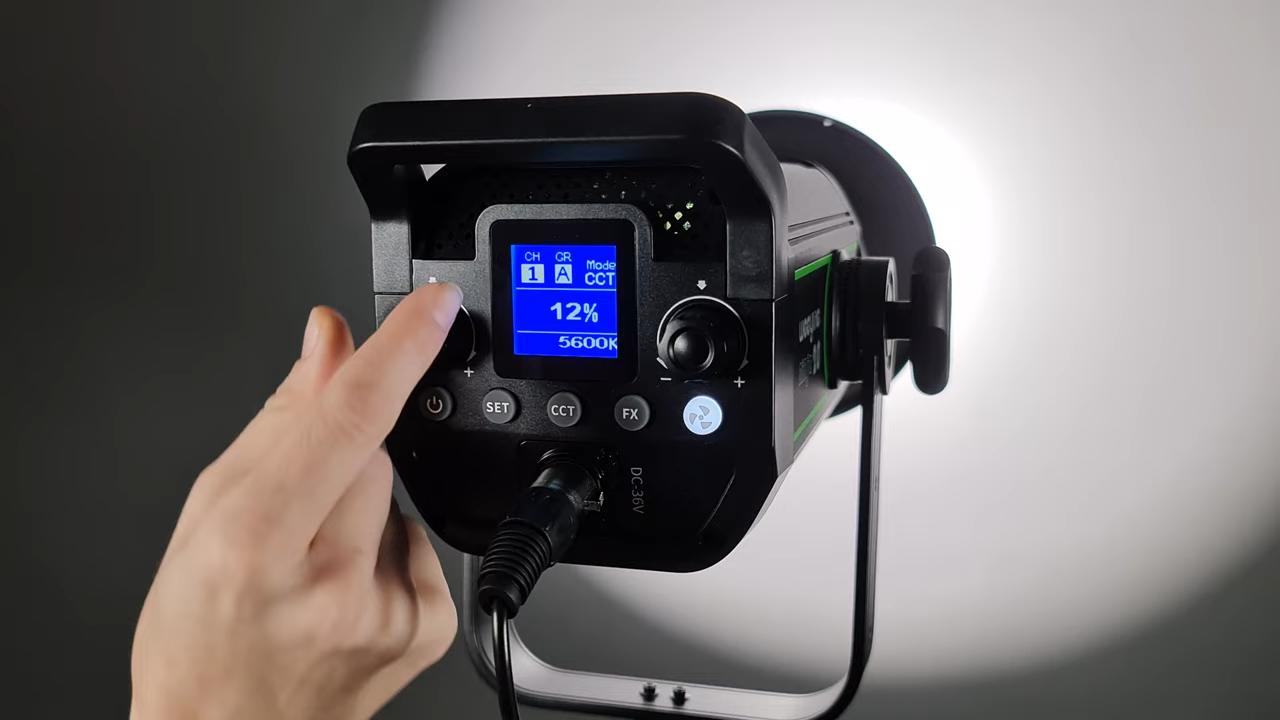 CH GR Mode
1 A CCT
12%
5600K
− +
+
SET CCT FX
DC-36V